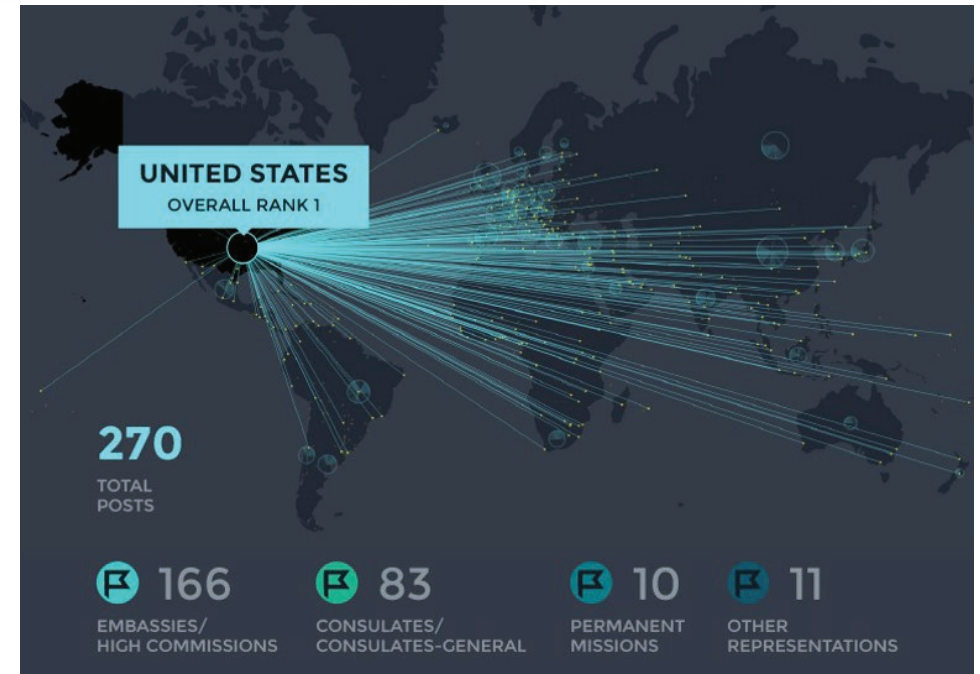 UNITED STATES
OVERALL RANK 1
270
TOTAL
POSTS
166
EMBASSIES/
HIGH COMMISSIONS
83
CONSULATES/
CONSULATES-GENERAL
10
PERMANENT
MISSIONS
11
OTHER
REPRESENTATIONS